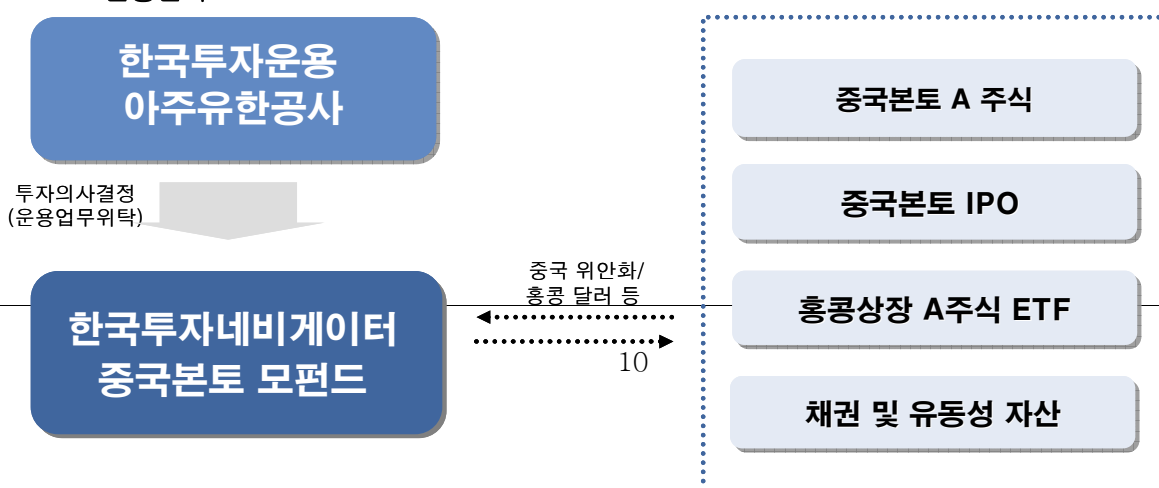 한국투자운용
아주유한공사
투자의사결정
(운용업무위탁)
한국투자네비게이터
중국본토 모펀드
중국 위안화/
홍콩 달러 등
10
중국본토 A 주식
중국본토 IPO
홍콩상장 A주식 ETF
채권 및 유동성 자산